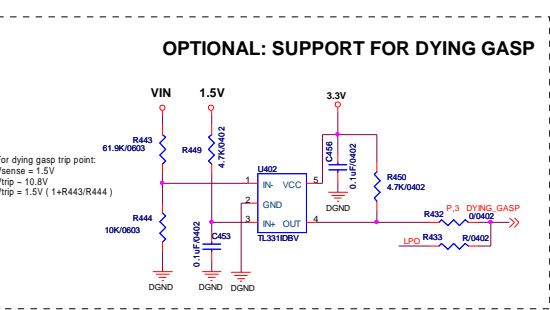 OPTIONAL: SUPPORT FOR DYING GASP
VIN
1.5V
3.3V
R443
61.9K/0603
R449
4.7K/0402
C456
0.1uF/0402
For dying gasp trip point:
Vsense = 1.5V
Vtrip ~ 10.8V
Vtrip = 1.5V ( 1+R443/R444 )
U402
1
IN-
VCC
5
R450
4.7K/0402
2
GND
DGND
3
IN+
OUT
4
TL331IDBV
R444
10K/0603
C453
0.1uF/0402
R432
P,3
DYING_GASP
0/0402
LPO
R433
R/0402
DGND
DGND
DGND